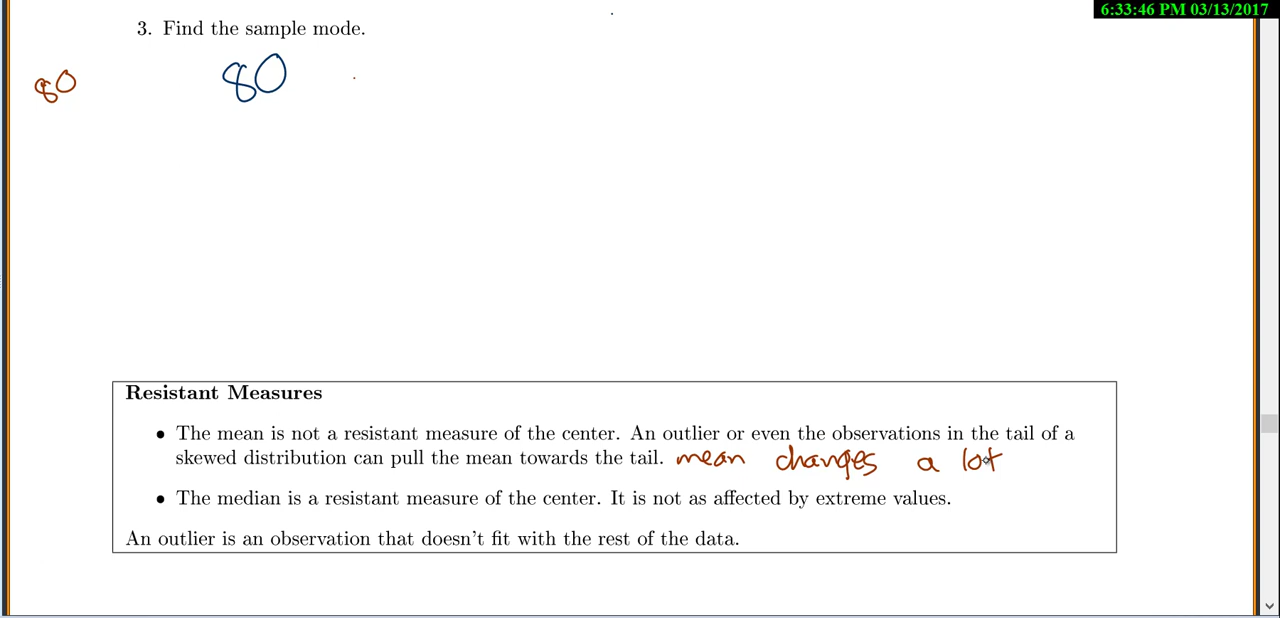 6:33:46 PM 03/13/2017
3. Find the sample mode.
80 80
Resistant Measures
• The mean is not a resistant measure of the center. An outlier or even the observations in the tail of a
skewed distribution can pull the mean towards the tail. mean changes a lot
• The median is a resistant measure of the center. It is not as affected by extreme values.
An outlier is an observation that doesn't fit with the rest of the data.